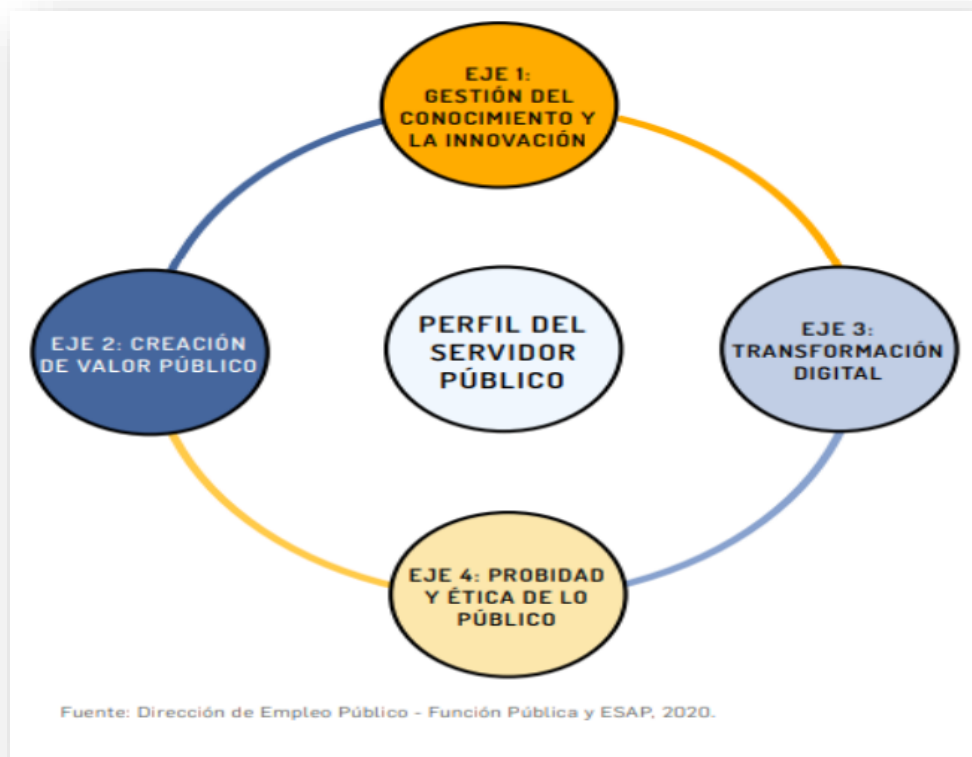 EJE 1:
GESTIÓN DEL
CONOCIMIENTO Y
LA INNOVACIÓN
EJE 2: CREACIÓN
DE VALOR PÚBLICO
PERFIL DEL
SERVIDOR
PÚBLICO
EJE 3:
TRANSFORMACIÓN
DIGITAL
EJE 4: PROBIDAD
Y ÉTICA DE LO
PÚBLICO
Fuente: Dirección de Empleo Público - Función Pública y ESAP, 2020.